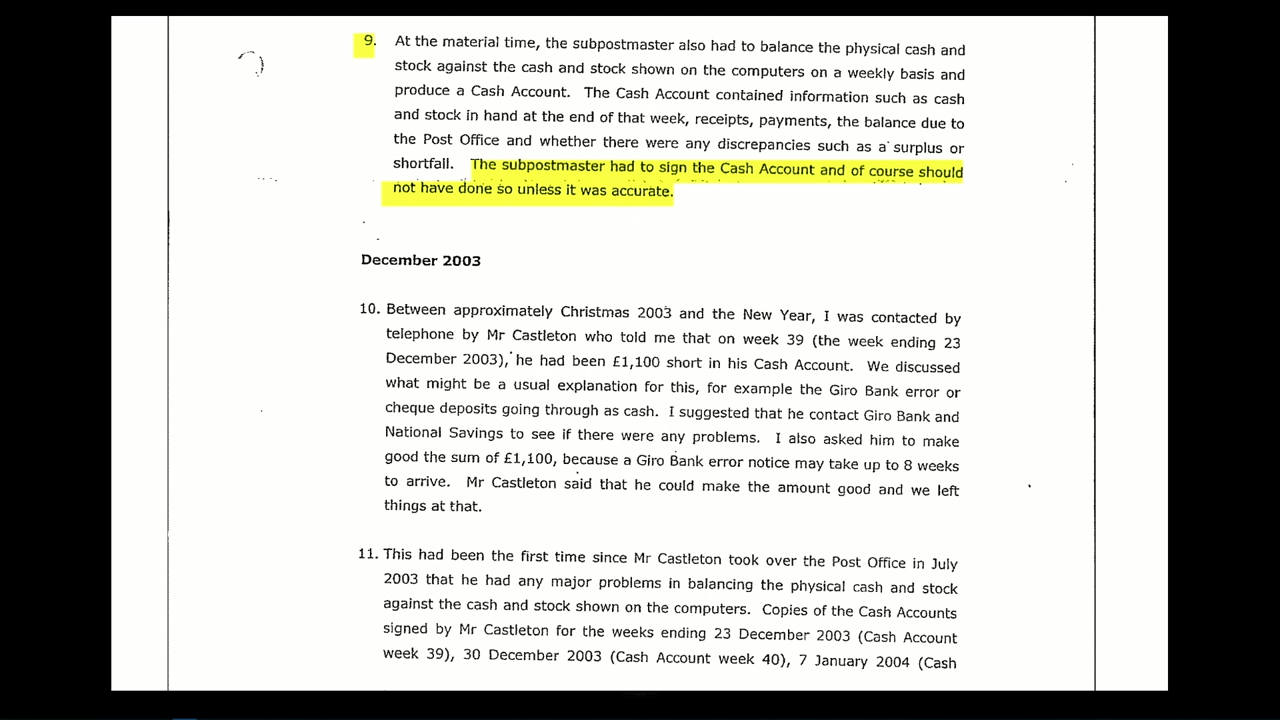 9. At the material time, the subpostmaster also had to balance the physical cash and
stock against the cash and stock shown on the computers on a weekly basis and
produce a Cash Account. The Cash Account contained information such as cash
and stock in hand at the end of that week, receipts, payments, the balance due to
the Post Office and whether there were any discrepancies such as a surplus or
shortfall. The subpostmaster had to sign the Cash Account and of course should
not have done so unless it was accurate.
December 2003
10. Between approximately Christmas 2003 and the New Year, I was contacted by
telephone by Mr Castleton who told me that on week 39 (the week ending 23
December 2003), he had been £1,100 short in his Cash Account. We discussed
what might be a usual explanation for this, for example the Giro Bank error or
cheque deposits going through as cash. I suggested that he contact Giro Bank and
National Savings to see if there were any problems. I also asked him to make
good the sum of £1,100, because a Giro Bank error notice may take up to 8 weeks
to arrive. Mr Castleton said that he could make the amount good and we left
things at that.
11. This had been the first time since Mr Castleton took over the Post Office in July
2003 that he had any major problems in balancing the physical cash and stock
against the cash and stock shown on the computers. Copies of the Cash Accounts
signed by Mr Castleton for the weeks ending 23 December 2003 (Cash Account
week 39), 30 December 2003 (Cash Account week 40), 7 January 2004 (Cash